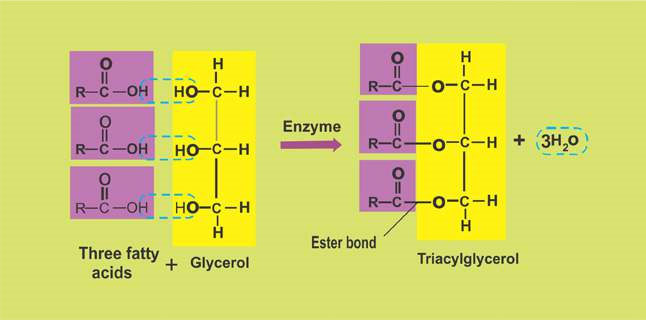 O H O H
R—C—OH HO—C—H R—C—O—C—H
O O
R—C—OH HO—C—H Enzyme R—C—O—C—H + 3H₂o
O O
R—C—OH HO—C—H R—C—O—C—H
H H
Ester bond
Three fatty acids + Glycerol
Triacylglycerol